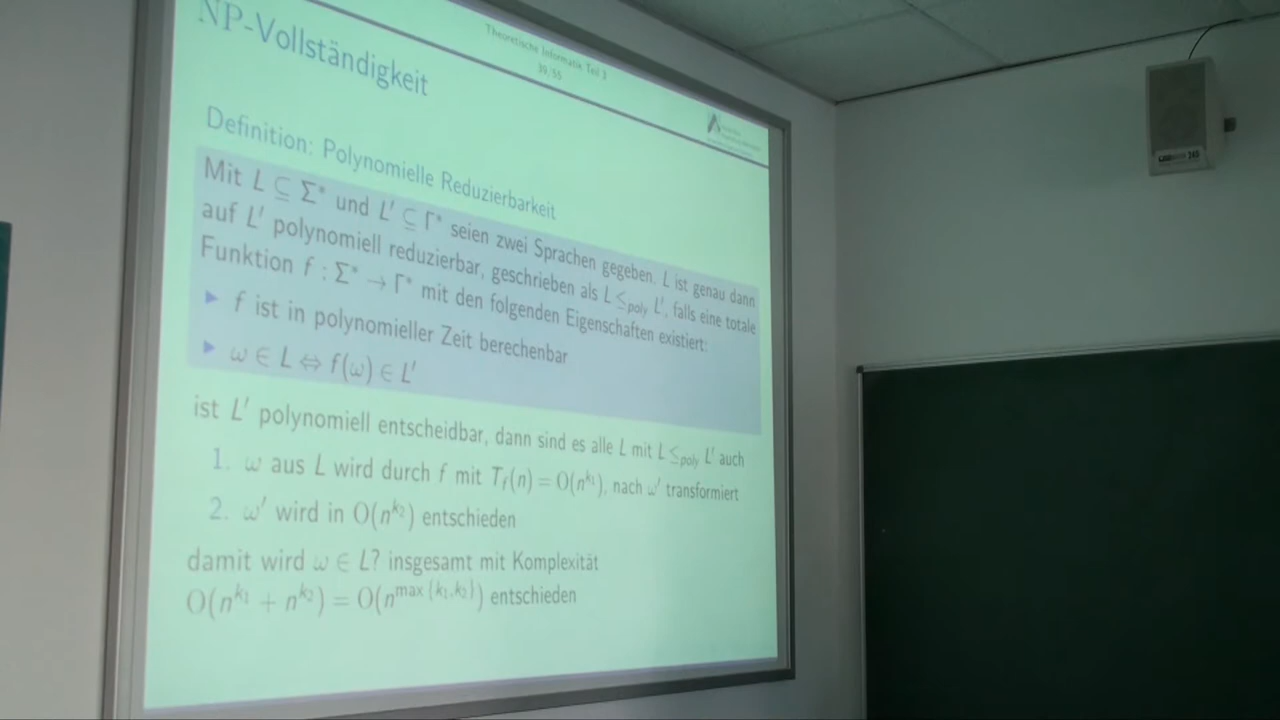 Theoretische Informatik Teil 3
39/55
NP-Vollständigkeit
Definition: Polynomielle Reduzierbarkeit
Mit L ⊆ Σ* und L′ ⊆ Γ* seien zwei Sprachen gegeben. L ist genau dann
auf L′ polynomiell reduzierbar, geschrieben als L ≤poly L′, falls eine totale
Funktion f : Σ* → Γ* mit den folgenden Eigenschaften existiert:
▶ f ist in polynomieller Zeit berechenbar
▶ ω ∈ L ⇔ f(ω) ∈ L′
ist L′ polynomiell entscheidbar, dann sind es alle L mit L ≤poly L′ auch
1. ω aus L wird durch f mit T_f(n) = O(n^k₁), nach ω′ transformiert
2. ω′ wird in O(n^k₂) entschieden
damit wird ω ∈ L? insgesamt mit Komplexität
O(n^k₁ + n^k₂) = O(n^max{k₁,k₂}) entschieden